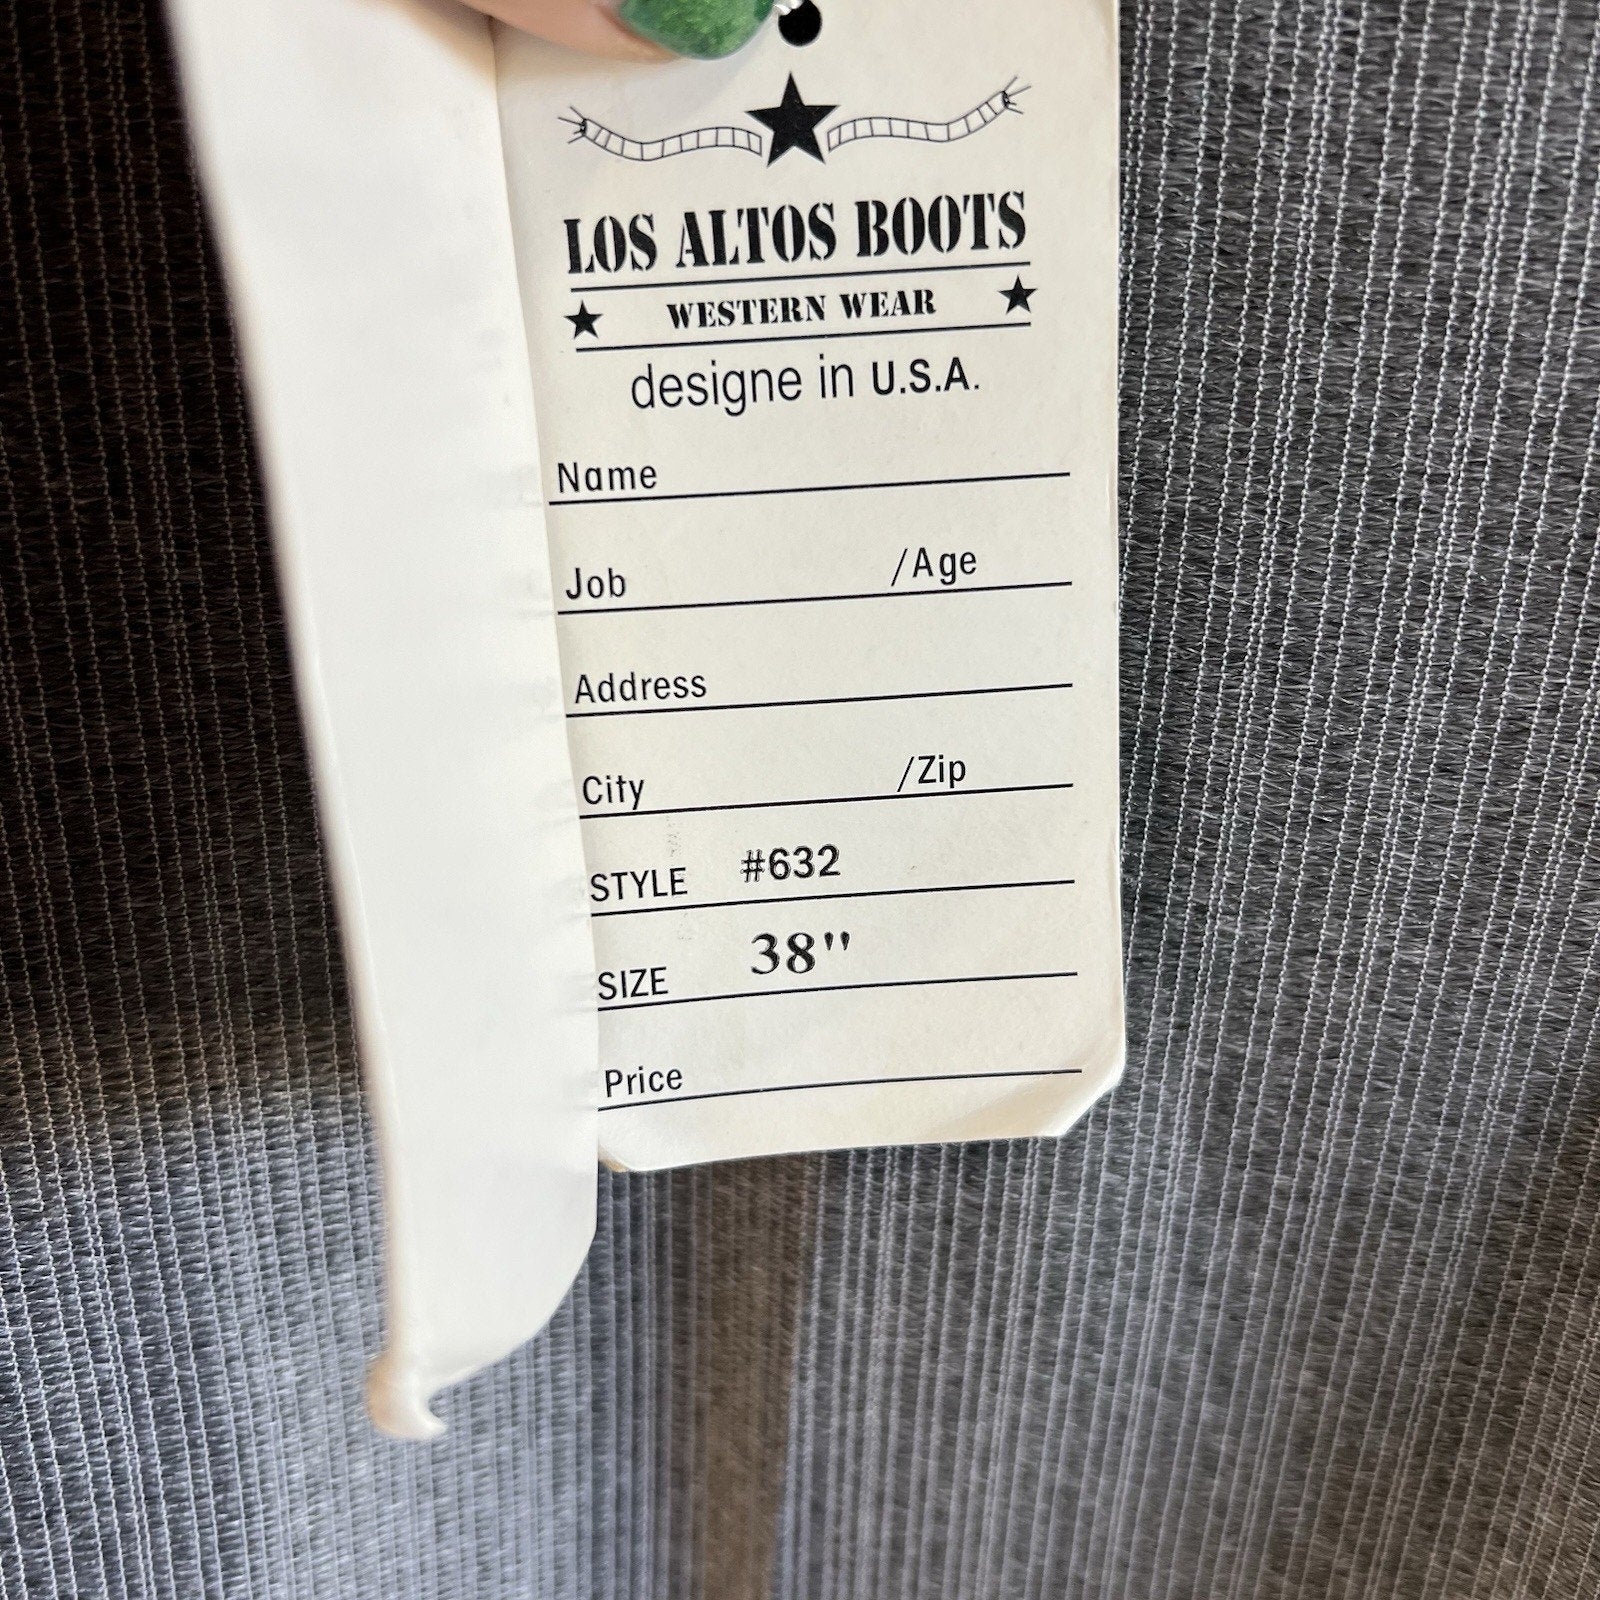 LOS ALTOS BOOTS
WESTERN WEAR
designe in U.S.A.
Name
Job /Age
Address
City /Zip
STYLE #632
SIZE 38"
Price